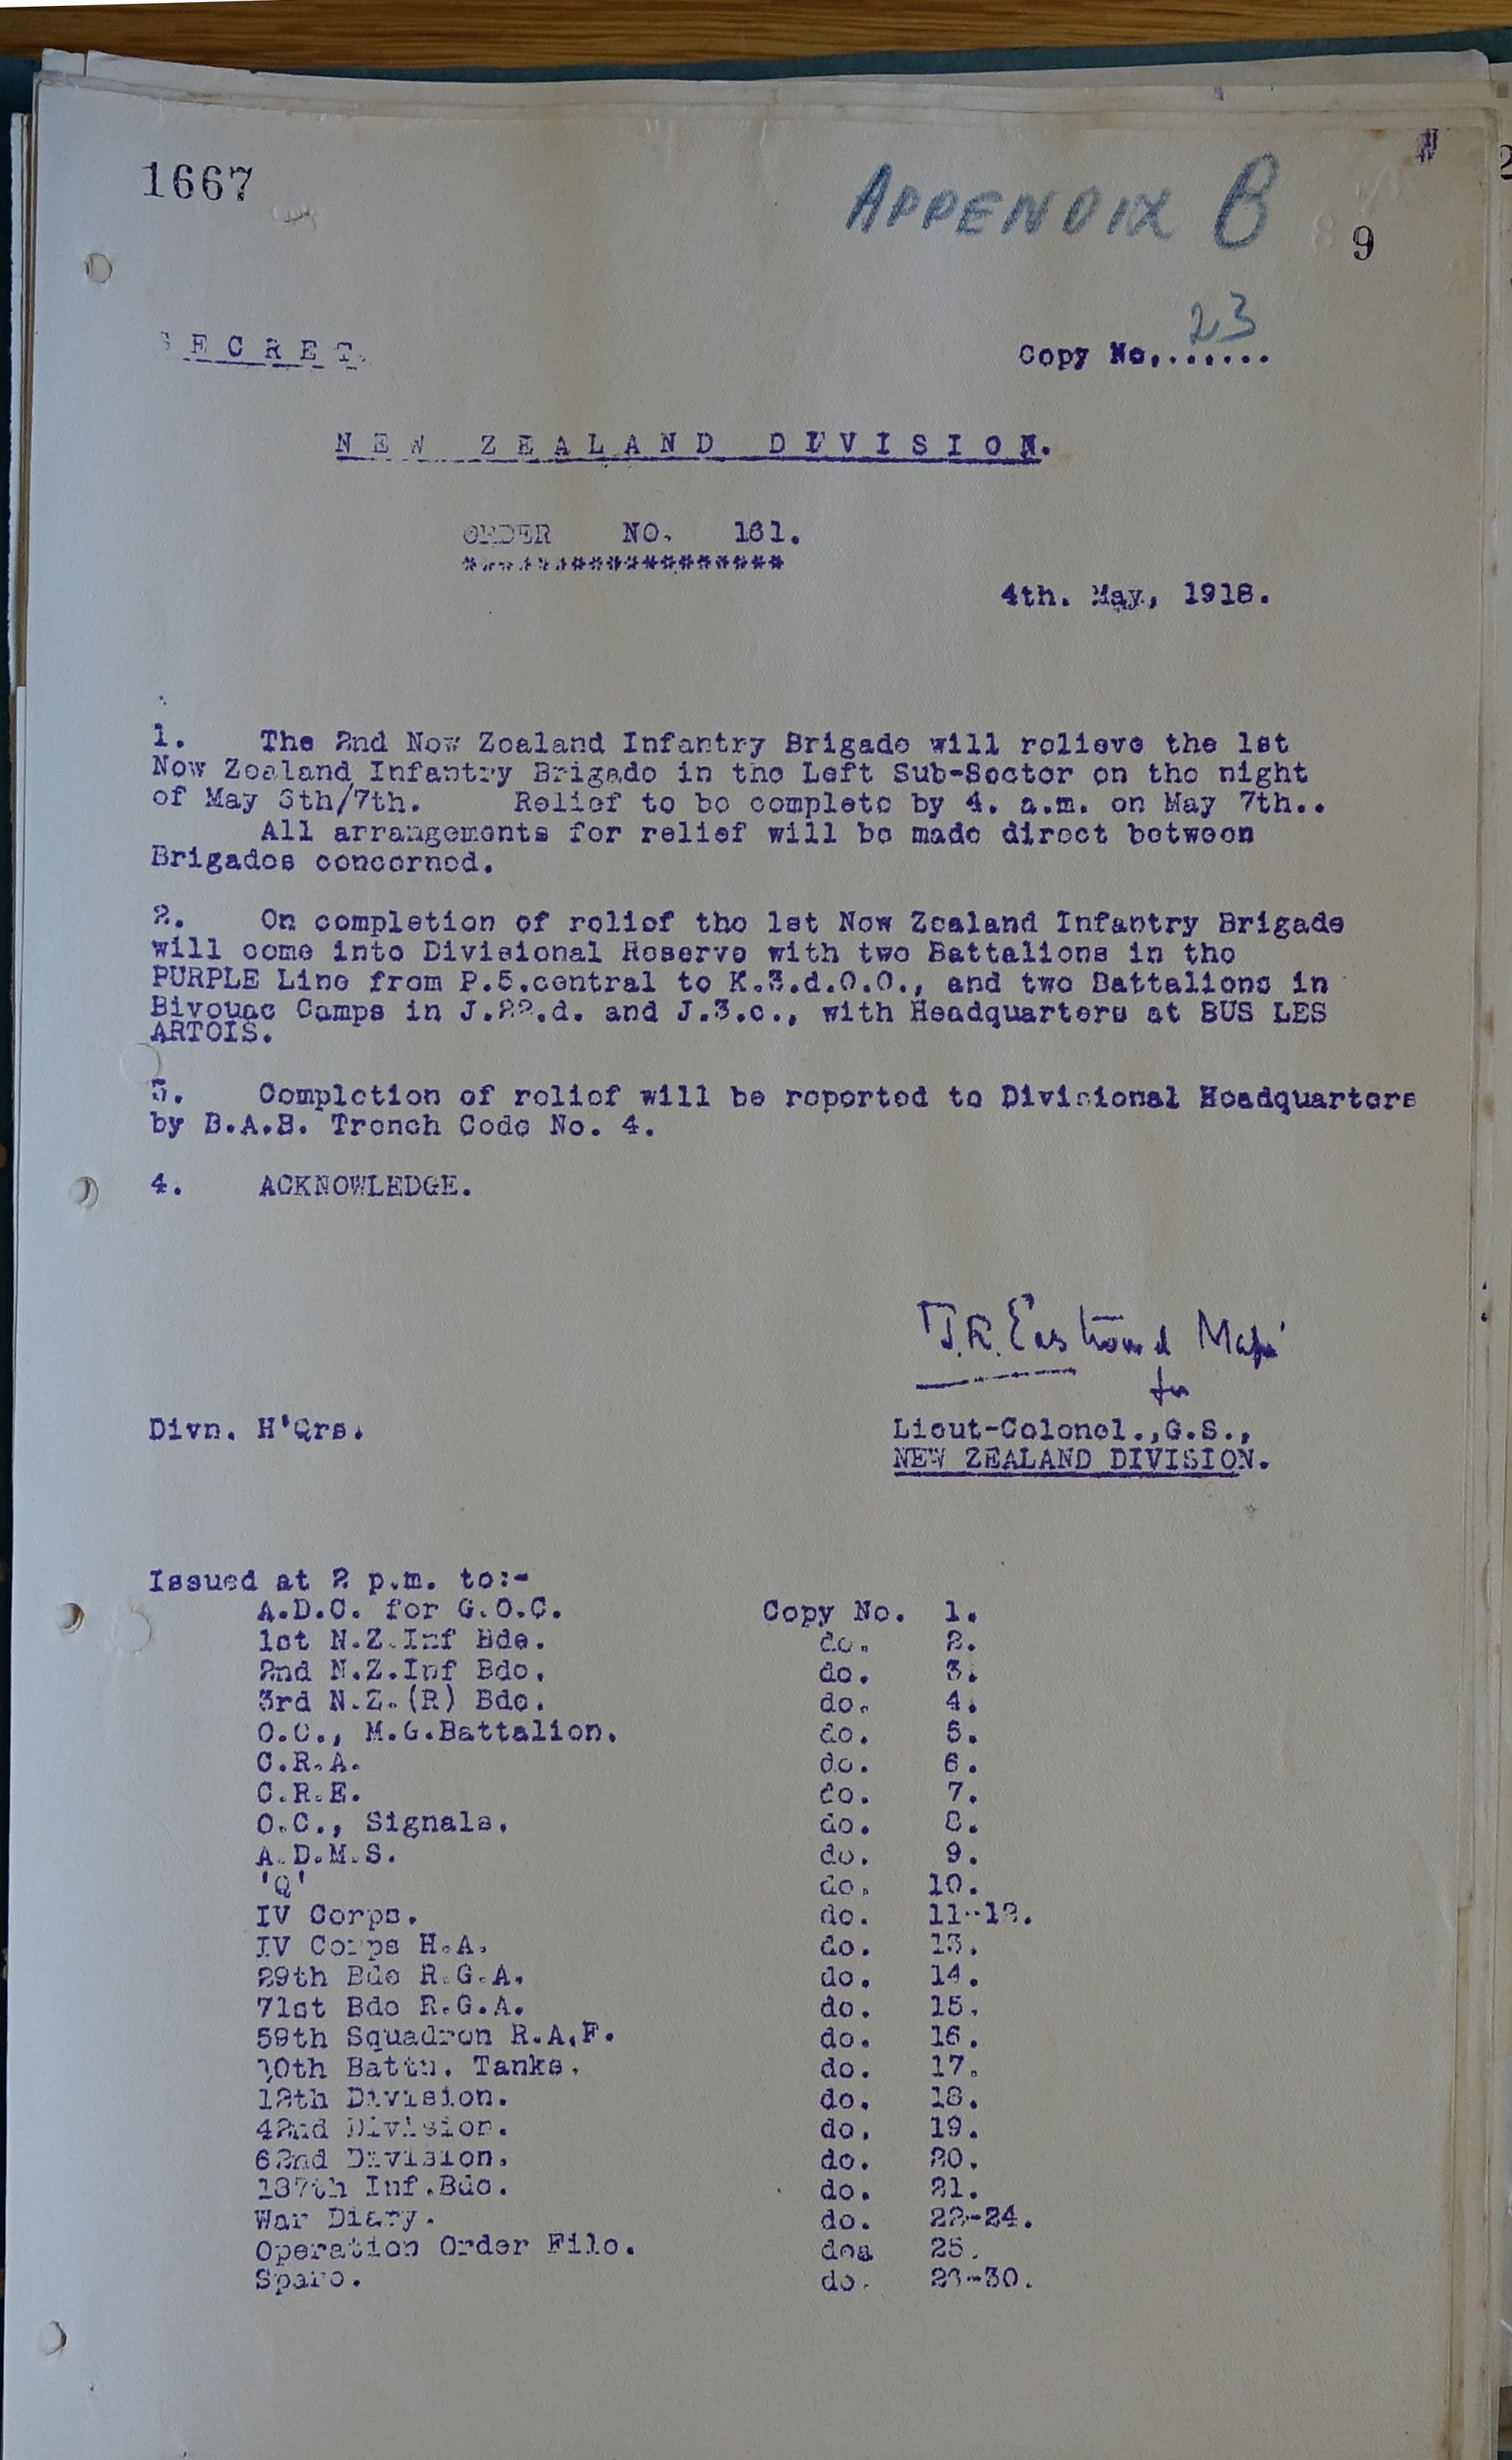 1667
APPENDIX B
9
23
SECRET.
Copy No.......
NEW ZEALAND DIVISION.
ORDER NO. 161.
******************
4th. May, 1918.
1. The 2nd New Zealand Infantry Brigade will relieve the 1st
New Zealand Infantry Brigade in the Left Sub-Sector on the night
of May 6th/7th. Relief to be complete by 4. a.m. on May 7th..
All arrangements for relief will be made direct between
Brigades concerned.
2. On completion of relief the 1st New Zealand Infantry Brigade
will come into Divisional Reserve with two Battalions in the
PURPLE Line from P.5.central to K.3.d.0.0., and two Battalions in
Bivouac Camps in J.22.d. and J.3.c., with Headquarters at BUS LES
ARTOIS.
3. Completion of relief will be reported to Divisional Headquarters
by B.A.B. Trench Code No. 4.
4. ACKNOWLEDGE.
J.R. Eastwood Major
for
Divn. H'Qrs.
Lieut-Colonel.,G.S.,
NEW ZEALAND DIVISION.
Issued at 2 p.m. to:-
A.D.C. for G.O.C. Copy No. 1.
1st N.Z.Inf Bde. do. 2.
2nd N.Z.Inf Bde. do. 3.
3rd N.Z.(R) Bde. do. 4.
O.C., M.G.Battalion. do. 5.
C.R.A. do. 6.
C.R.E. do. 7.
O.C., Signals. do. 8.
A.D.M.S. do. 9.
'Q' do. 10.
IV Corps. do. 11-12.
IV Corps H.A. do. 13.
29th Bde R.G.A. do. 14.
71st Bde R.G.A. do. 15.
59th Squadron R.A.F. do. 16.
10th Battn. Tanks. do. 17.
12th Division. do. 18.
42nd Division. do. 19.
62nd Division. do. 20.
187th Inf.Bde. do. 21.
War Diary. do. 22-24.
Operation Order File. do. 25.
Spare. do. 26-30.